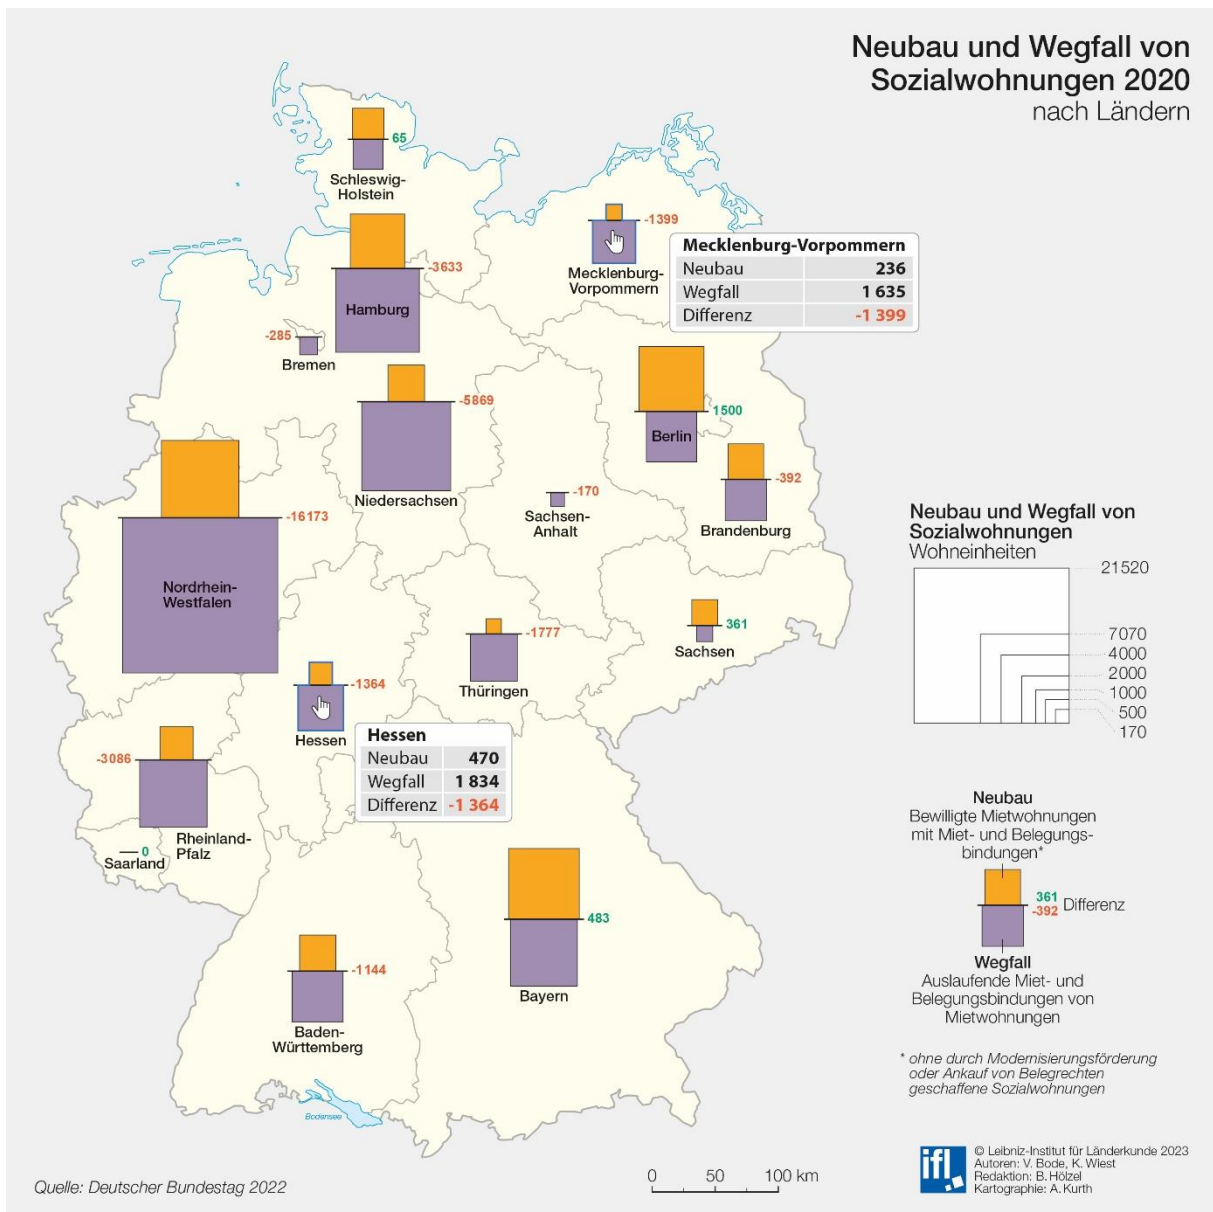 Neubau und Wegfall von
Sozialwohnungen 2020
nach Ländern
65
Schleswig-
Holstein
-1399
Mecklenburg-
Vorpommern
Mecklenburg-Vorpommern
Neubau 236
Wegfall 1 635
Differenz -1 399
-3633
Hamburg
-285
Bremen
1500
Berlin
-5869
Niedersachsen
-392
Brandenburg
-170
Sachsen-
Anhalt
-16173
Nordrhein-
Westfalen
361
Sachsen
-1777
Thüringen
-1364
Hessen
Hessen
Neubau 470
Wegfall 1 834
Differenz -1 364
-3086
Rheinland-
Pfalz
0
Saarland
483
Bayern
-1144
Baden-
Württemberg
Bodensee
Neubau und Wegfall von
Sozialwohnungen
Wohneinheiten
21520
7070
4000
2000
1000
500
170
Neubau
Bewilligte Mietwohnungen
mit Miet- und Belegungs-
bindungen*
361
-392
Differenz
Wegfall
Auslaufende Miet- und
Belegungsbindungen von
Mietwohnungen
* ohne durch Modernisierungsförderung
oder Ankauf von Belegrechten
geschaffene Sozialwohnungen
Quelle: Deutscher Bundestag 2022
0 50 100 km
ifl
© Leibniz-Institut für Länderkunde 2023
Autoren: V. Bode, K. Wiest
Redaktion: B. Hölzel
Kartographie: A. Kurth